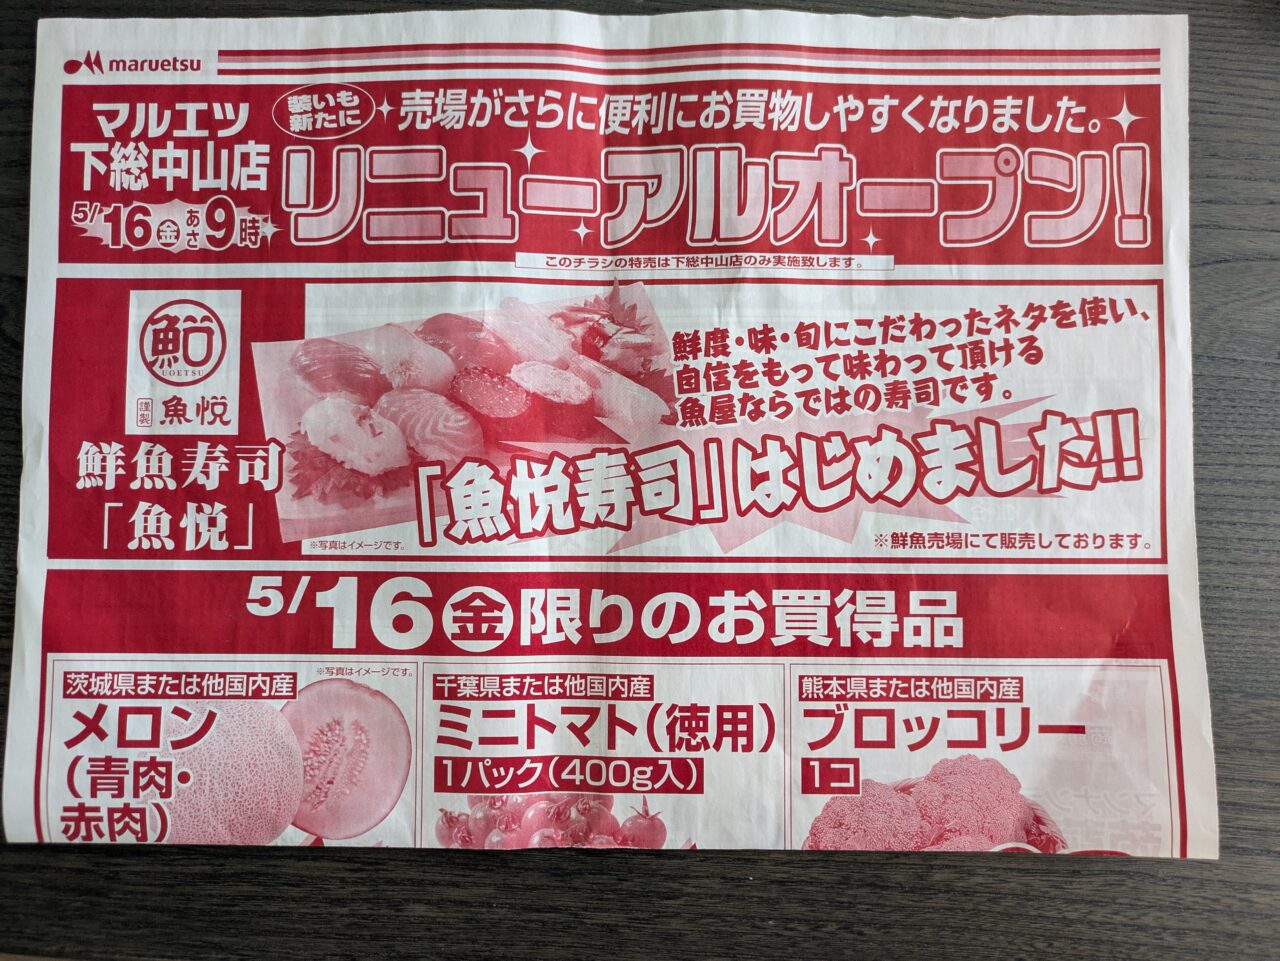 maruetsu
マルエツ
下総中山店
5/16金あさ9時
装いも
新たに
売場がさらに便利にお買物しやすくなりました。
リニューアルオープン!
このチラシの特売は下総中山店のみ実施致します。
UOETSU
謹製
魚悦
鮮魚寿司
「魚悦」
鮮度・味・旬にこだわったネタを使い、
自信をもって味わって頂ける
魚屋ならではの寿司です。
「魚悦寿司」はじめました!!
※写真はイメージです。
※鮮魚売場にて販売しております。
5/16金限りのお買得品
※写真はイメージです。
茨城県または他国内産
メロン
(青肉・
赤肉)
千葉県または他国内産
ミニトマト(徳用)
1パック(400g入)
熊本県または他国内産
ブロッコリー
1コ